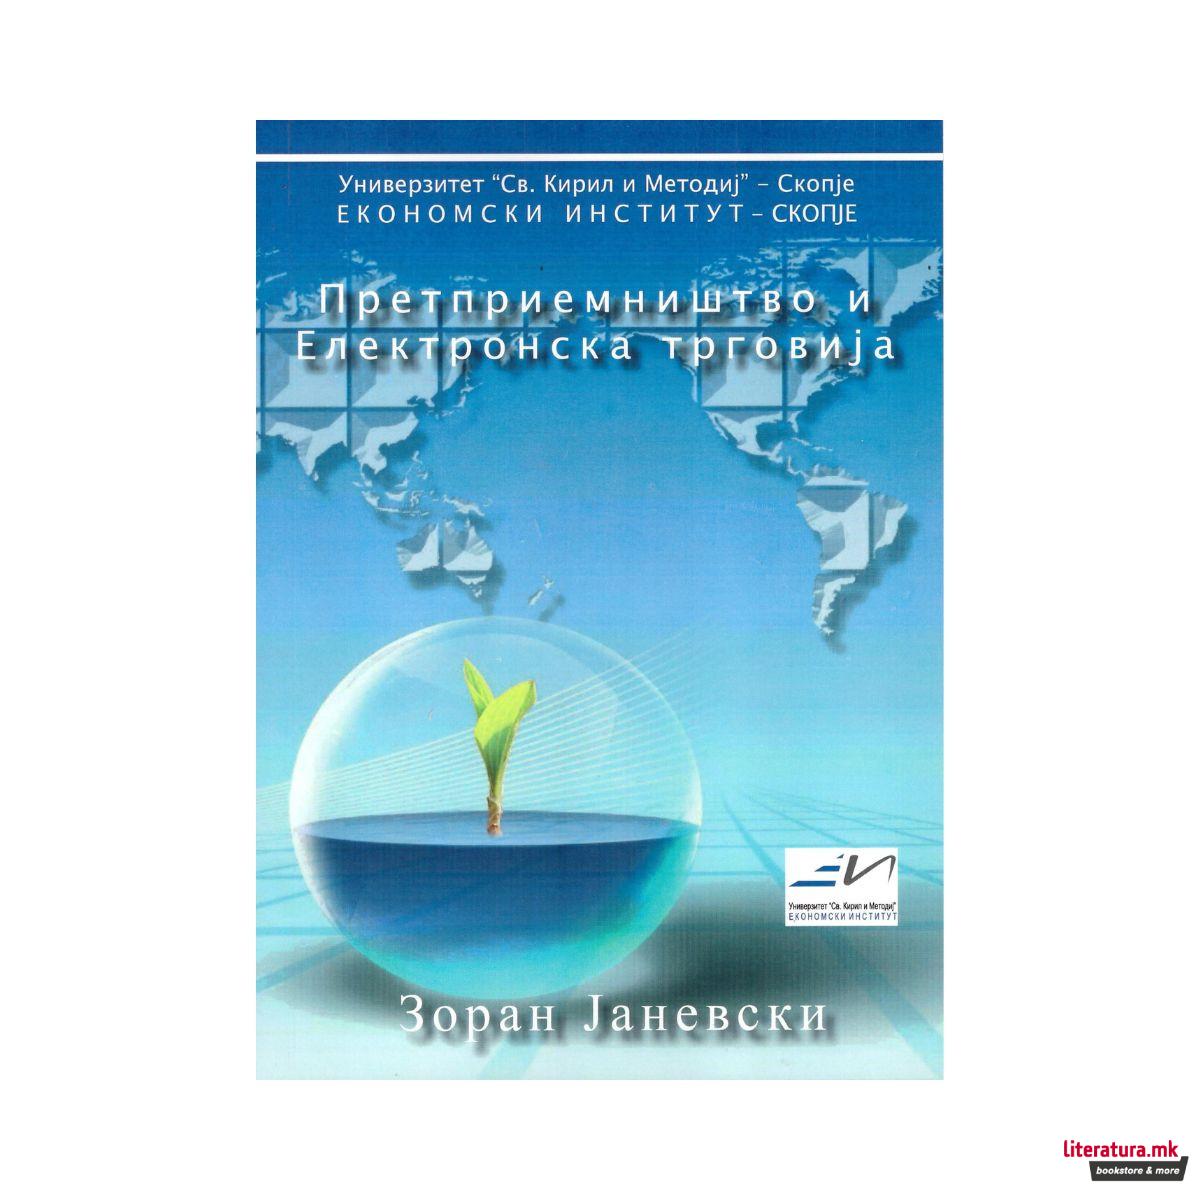 Универзитет “Св. Кирил и Методиј” – Скопје
ЕКОНОМСКИ ИНСТИТУТ – СКОПЈЕ
Претприемништво и
Електронска трговија
Универзитет "Св. Кирил и Методиј"
ЕКОНОМСКИ ИНСТИТУТ
Зоран Јаневски
literatura.mk
bookstore & more